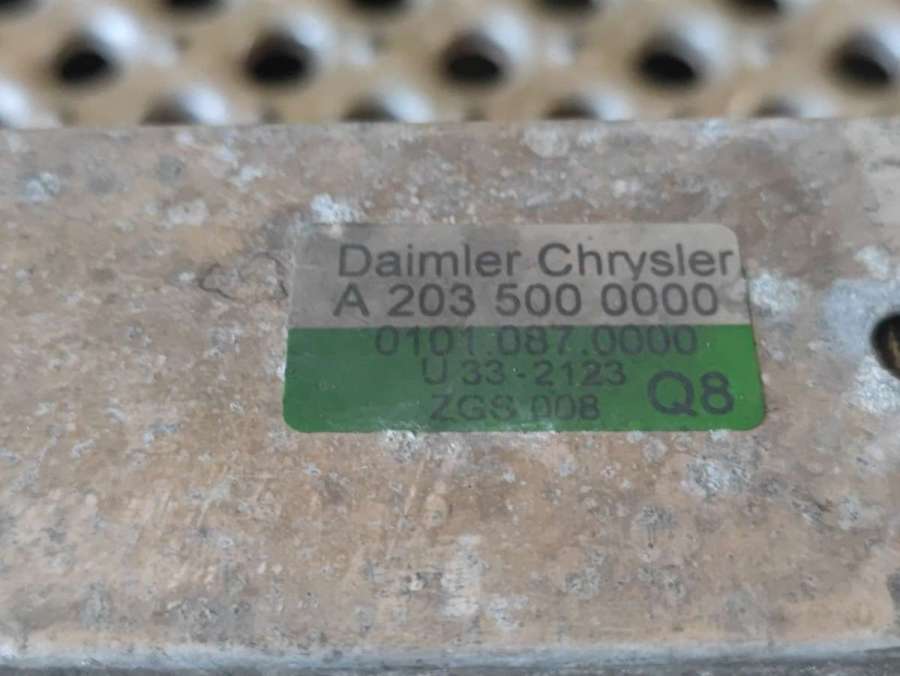 Daimler Chrysler
A 203 500 0000
0101.087.0000
U 33-2123
ZGS 008 Q8